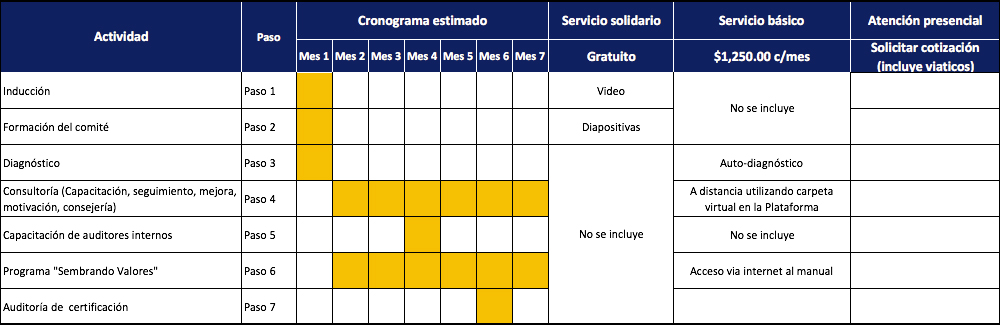 Actividad Paso Cronograma estimado Servicio solidario Servicio básico Atención presencial
Mes 1 Mes 2 Mes 3 Mes 4 Mes 5 Mes 6 Mes 7 Gratuito $1,250.00 c/mes Solicitar cotización
(incluye viaticos)
Inducción Paso 1 Video
No se incluye
Formación del comité Paso 2 Diapositivas
Diagnóstico Paso 3 Auto-diagnóstico
Consultoría (Capacitación, seguimiento, mejora, Paso 4 A distancia utilizando carpeta
motivación, consejería) virtual en la Plataforma
Capacitación de auditores internos Paso 5 No se incluye No se incluye
Programa "Sembrando Valores" Paso 6 Acceso via internet al manual
Auditoría de  certificación Paso 7